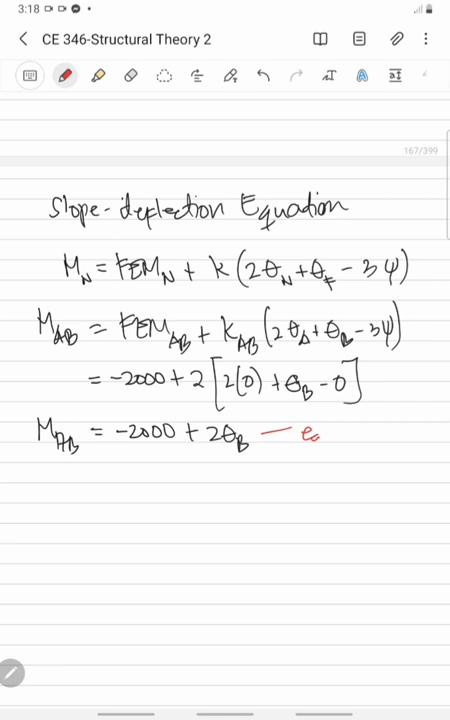 3:18
CE 346-Structural Theory 2
167/399
Slope-deflection Equation
M_N = FEM_N + K (2θ_N + θ_F - 3ψ)
M_AB = FEM_AB + K_AB (2θ_A + θ_B - 3ψ)
= -2000 + 2 [2(0) + θ_B - 0]
M_AB = -2000 + 2θ_B — e